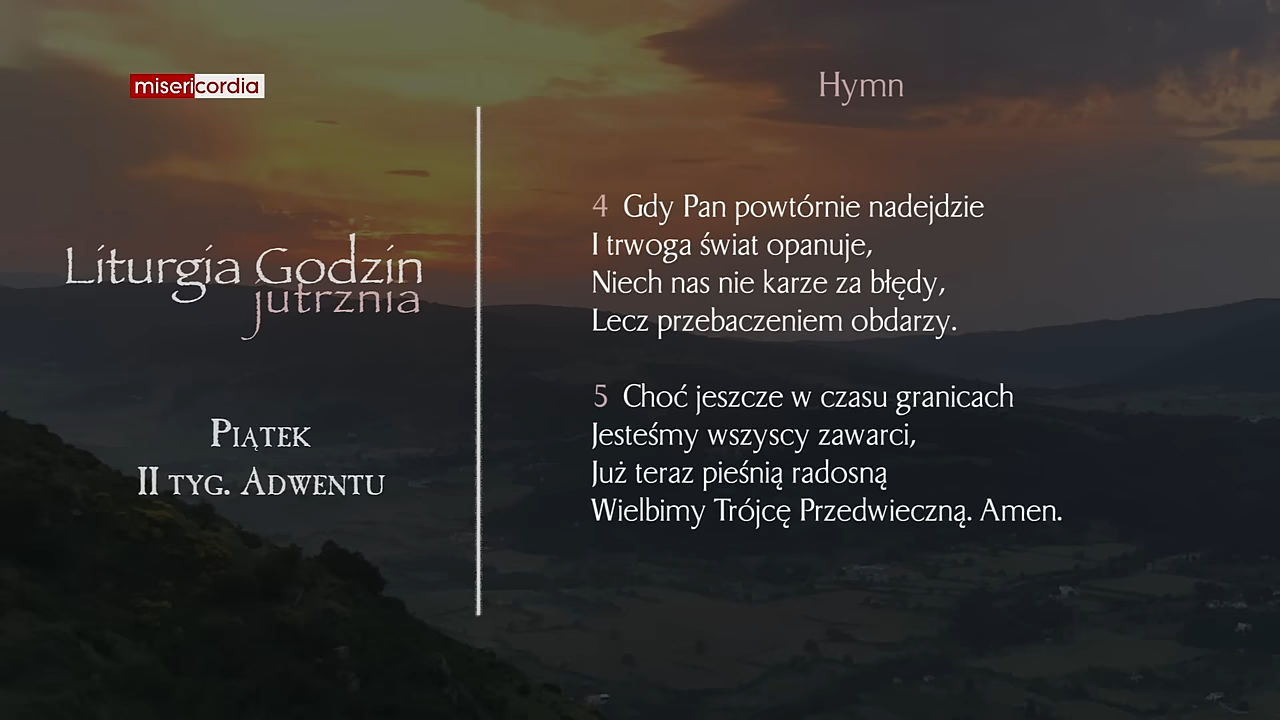 misericordia
Liturgia Godzin
jutrznia
Piątek
II tyg. Adwentu
Hymn
4 Gdy Pan powtórnie nadejdzie
I trwoga świat opanuje,
Niech nas nie karze za błędy,
Lecz przebaczeniem obdarzy.
5 Choć jeszcze w czasu granicach
Jesteśmy wszyscy zawarci,
Już teraz pieśnią radosną
Wielbimy Trójcę Przedwieczną. Amen.